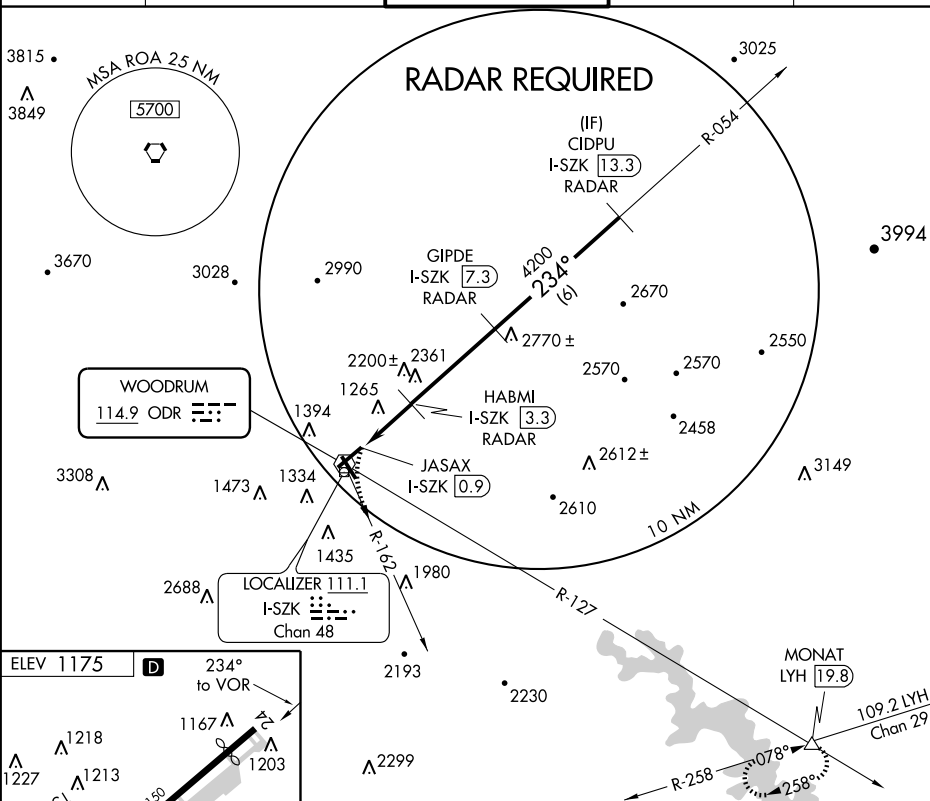 3815
MSA ROA 25 NM
3849
5700
RADAR REQUIRED
3025
R-054
(IF)
CIDPU
I-SZK 13.3
RADAR
3994
3670
3028
2990
GIPDE
I-SZK 7.3
RADAR
4200
234°
(6)
2670
2770 ±
2550
2200 ±
2361
1265
2570
2570
WOODRUM
114.9 ODR
1394
HABMI
I-SZK 3.3
RADAR
2458
3308
1473
1334
JASAX
I-SZK 0.9
2612 ±
3149
2610
10 NM
1435
R-162
2688
LOCALIZER 111.1
I-SZK
Chan 48
1980
R-127
2193
2230
MONAT
LYH 19.8
109.2 LYH
Chan 29
ELEV 1175
D
234°
to VOR
1167
24
1218
1203
1227
1213
150
2299
R-258
078°
258°